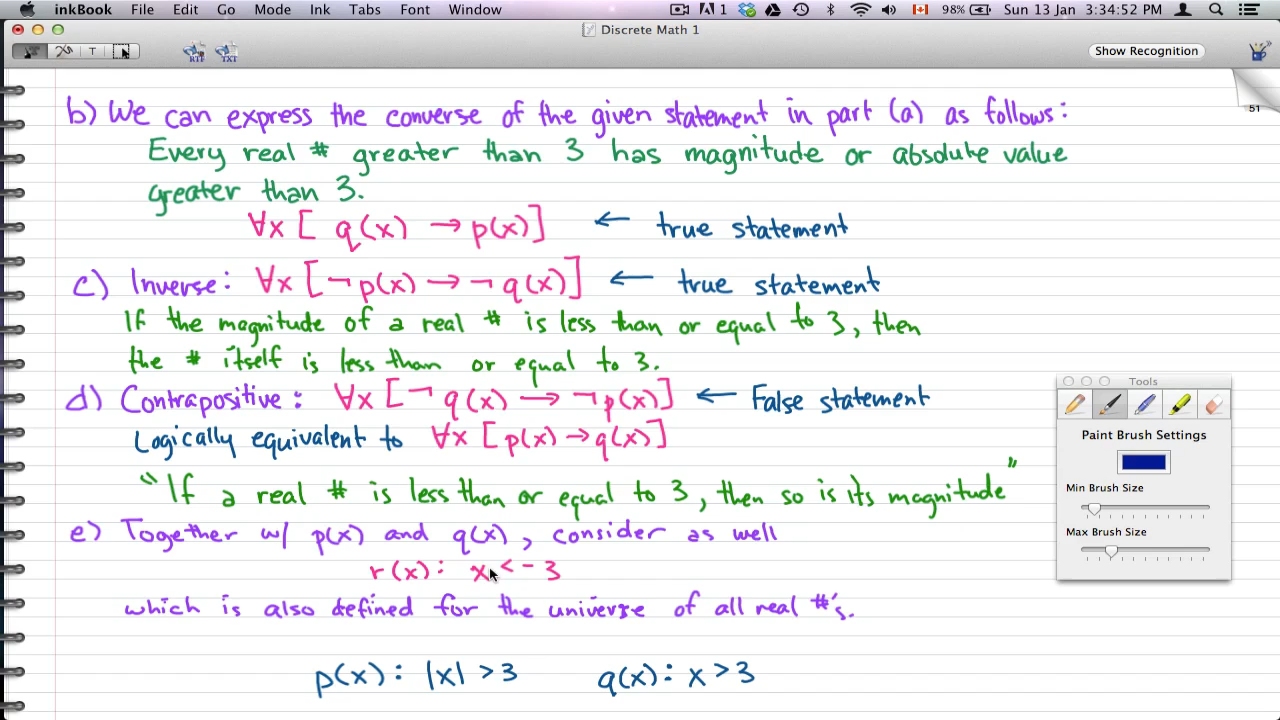 inkBook File Edit Go Mode Ink Tabs Font Window 1 98% Sun 13 Jan 3:34:52 PM
Discrete Math 1
T RTF TXT Show Recognition
51
b) We can express the converse of the given statement in part (a) as follows:
Every real # greater than 3 has magnitude or absolute value
greater than 3.
∀x [ q(x) → p(x)] ← true statement
c) Inverse: ∀x [¬p(x) → ¬q(x)] ← true statement
If the magnitude of a real # is less than or equal to 3, then
the # itself is less than or equal to 3.
d) Contrapositive: ∀x [¬q(x) → ¬p(x)] ← False statement
Logically equivalent to ∀x [p(x) → q(x)]
"If a real # is less than or equal to 3, then so is its magnitude"
e) Together w/ p(x) and q(x), consider as well
r(x): x < -3
which is also defined for the universe of all real #'s.
p(x): |x| > 3 q(x): x > 3
Tools
Paint Brush Settings
Min Brush Size
Max Brush Size